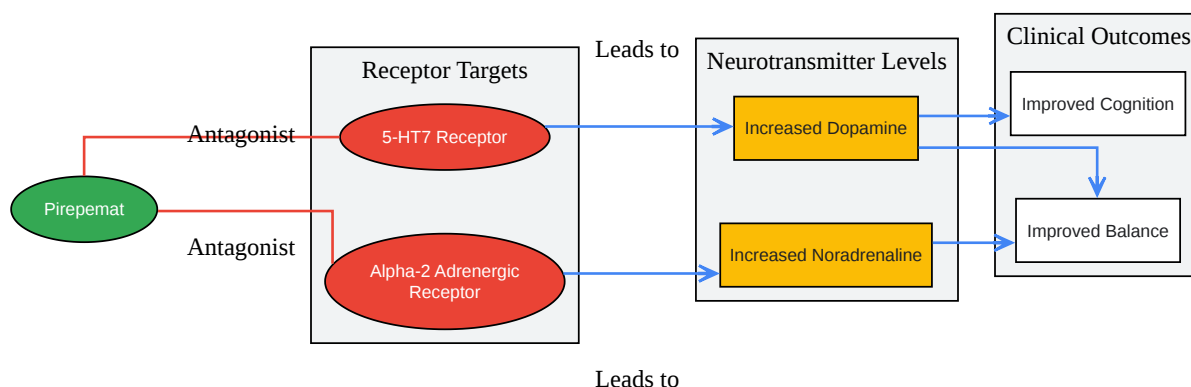 Clinical Outcomes
Leads to
Receptor Targets
Neurotransmitter Levels
Improved Cognition
Antagonist
5-HT7 Receptor
Increased Dopamine
Pirepemat
Improved Balance
Antagonist
Increased Noradrenaline
Alpha-2 Adrenergic
Receptor
Leads to